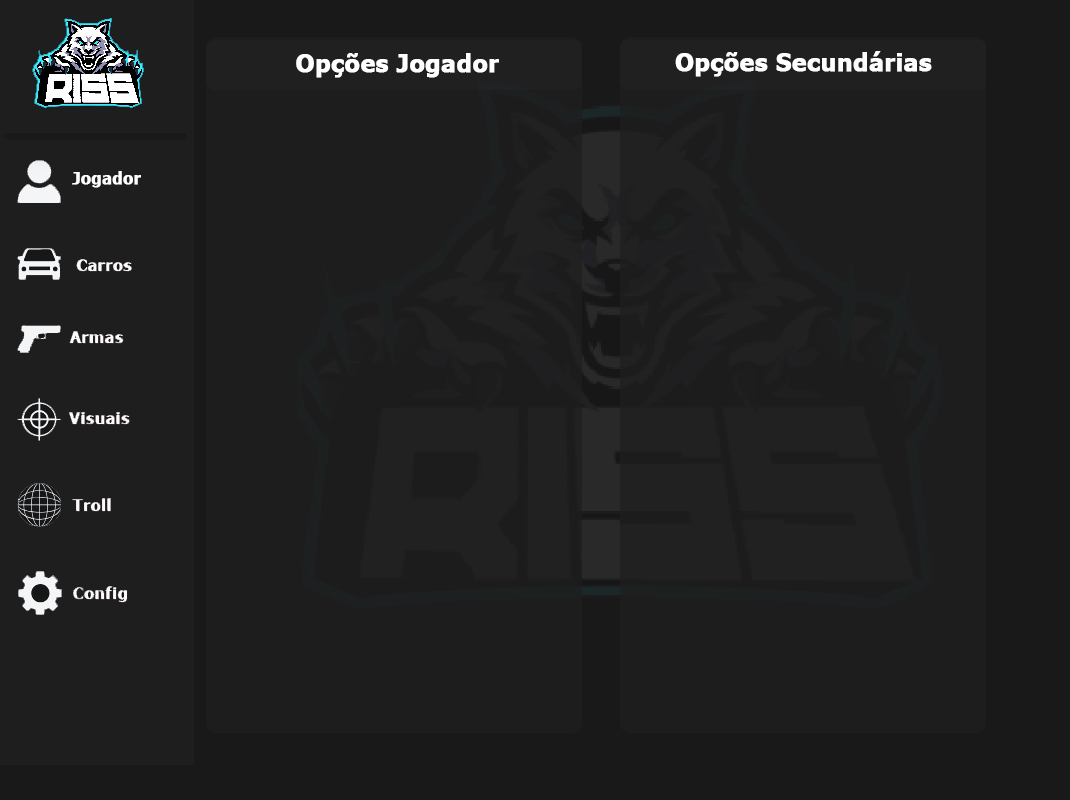 RISS
Jogador
Carros
Armas
Visuais
Troll
Config
Opções Jogador
Opções Secundárias
RISS